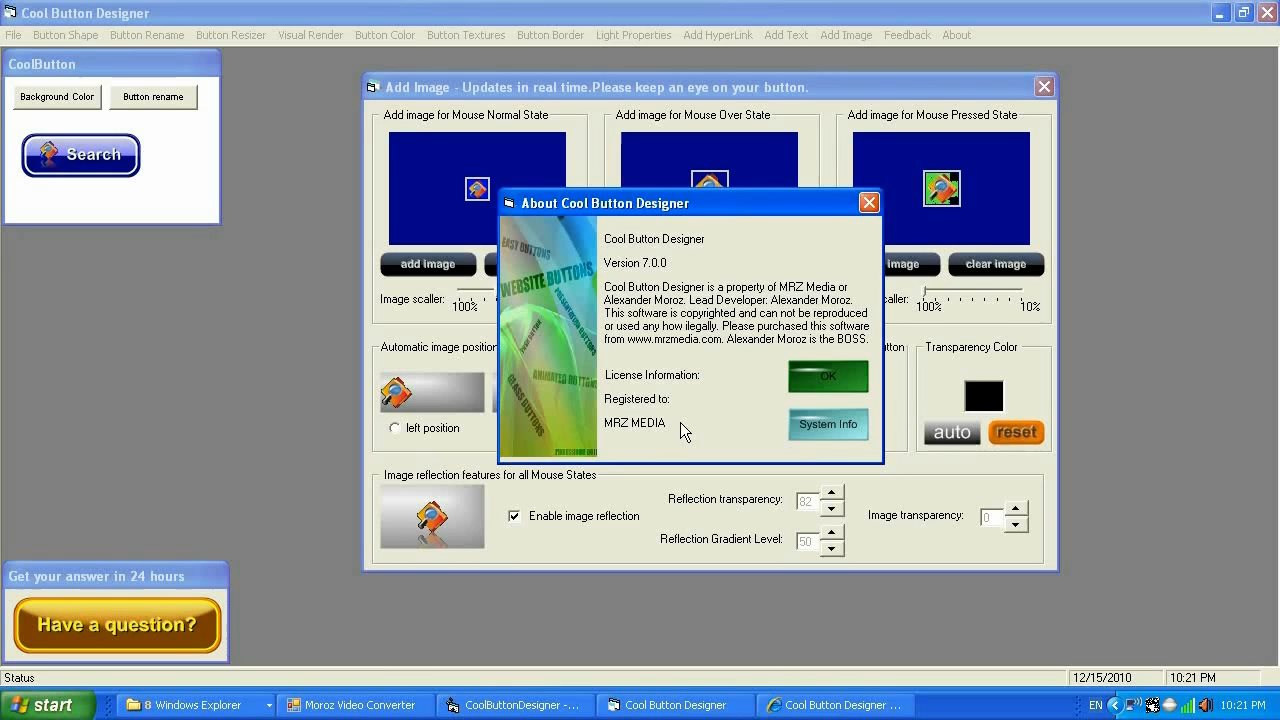 Cool Button Designer
File Button Shape Button Rename Button Resizer Visual Render Button Color Button Textures Button Border Light Properties Add HyperLink Add Text Add Image Feedback About
CoolButton
Background Color Button rename
Search
Add Image - Updates in real time.Please keep an eye on your button.
Add image for Mouse Normal State Add image for Mouse Over State Add image for Mouse Pressed State
add image image clear image
Image scaller: 100% aller: 100% 10%
Automatic image position tton Transparency Color
left position
auto reset
About Cool Button Designer
EASY BUTTONS
WEBSITE BUTTONS
ANIMATED BUTTONS
GLASS BUTTONS
Cool Button Designer
Version 7.0.0
Cool Button Designer is a property of MRZ Media or
Alexander Moroz. Lead Developer: Alexander Moroz.
This software is copyrighted and can not be reproduced
or used any how ilegally. Please purchased this software
from www.mrzmedia.com. Alexander Moroz is the BOSS.
License Information:
OK
Registered to:
MRZ MEDIA
System Info
Image reflection features for all Mouse States
Enable image reflection
Reflection transparency: 82
Reflection Gradient Level: 50
Image transparency: 0
Get your answer in 24 hours
Have a question?
Status 12/15/2010 10:21 PM
start 8 Windows Explorer Moroz Video Converter CoolButtonDesigner -... Cool Button Designer Cool Button Designer ... EN 10:21 PM